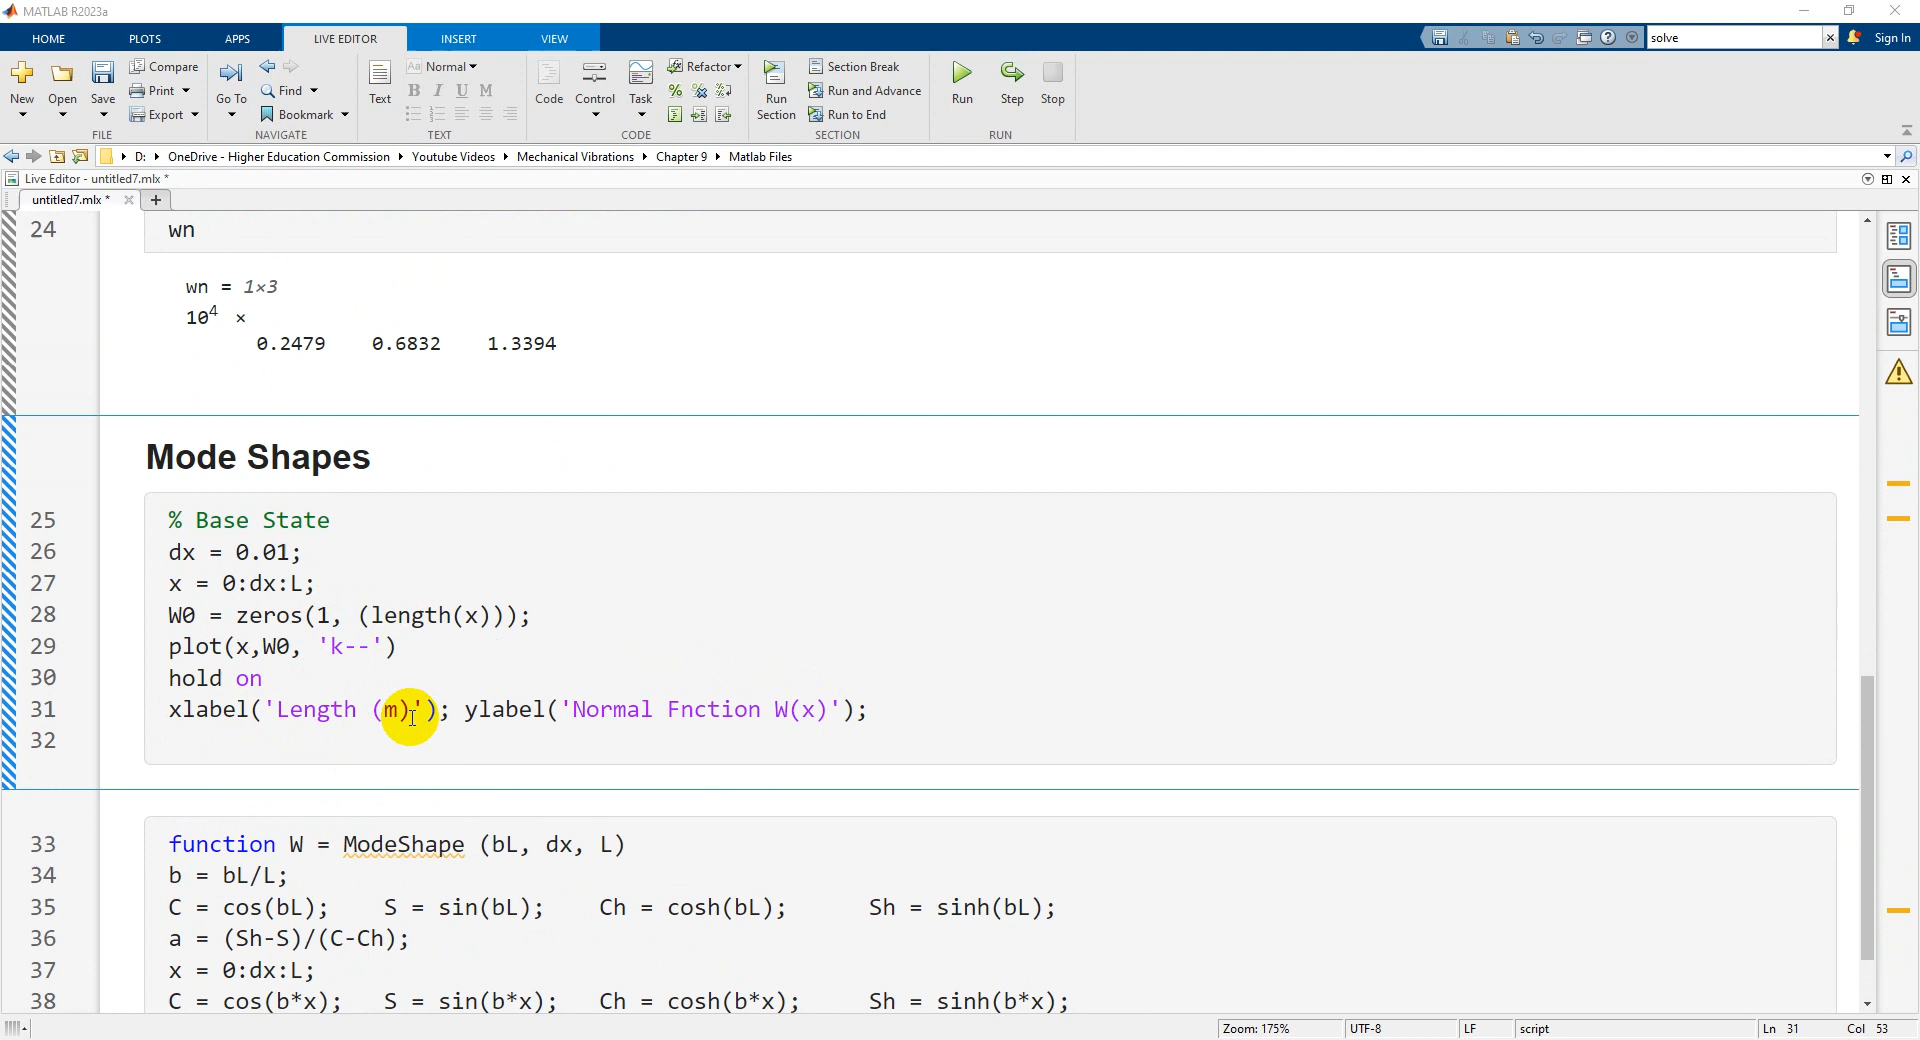 MATLAB R2023a
HOME PLOTS APPS LIVE EDITOR INSERT VIEW solve Sign In
New Open Save Compare Print Export Go To Find Bookmark Text Aa Normal B I U M Code Control Task Refactor Run Section Section Break Run and Advance Run to End Run Step Stop
FILE NAVIGATE TEXT CODE SECTION RUN
D: OneDrive - Higher Education Commission Youtube Videos Mechanical Vibrations Chapter 9 Matlab Files
Live Editor - untitled7.mlx *
untitled7.mlx *
24 wn
wn = 1×3
10⁴ ×
0.2479 0.6832 1.3394
Mode Shapes
25 % Base State
26 dx = 0.01;
27 x = 0:dx:L;
28 W0 = zeros(1, (length(x)));
29 plot(x,W0, 'k--')
30 hold on
31 xlabel('Length (m)'); ylabel('Normal Fnction W(x)');
32
33 function W = ModeShape (bL, dx, L)
34 b = bL/L;
35 C = cos(bL); S = sin(bL); Ch = cosh(bL); Sh = sinh(bL);
36 a = (Sh-S)/(C-Ch);
37 x = 0:dx:L;
38 C = cos(b*x); S = sin(b*x); Ch = cosh(b*x); Sh = sinh(b*x);
Zoom: 175% UTF-8 LF script Ln 31 Col 53